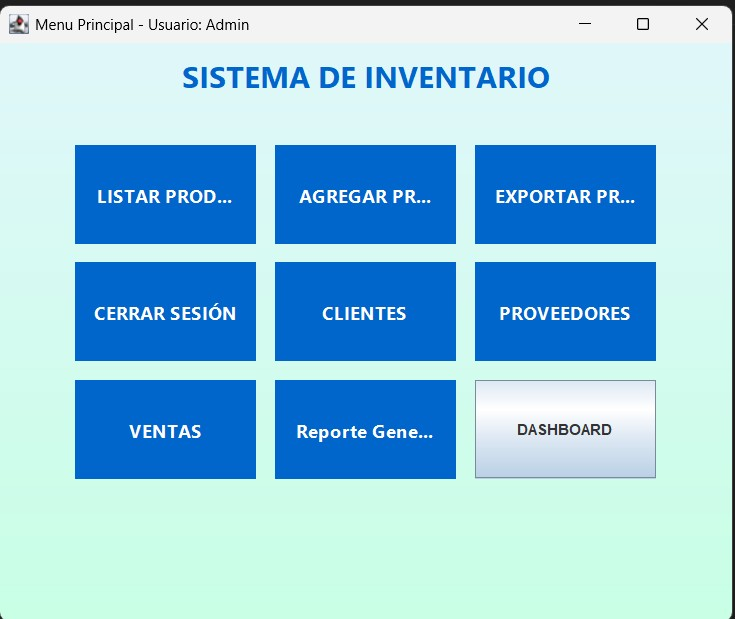 Menu Principal - Usuario: Admin
SISTEMA DE INVENTARIO
LISTAR PROD...
AGREGAR PR...
EXPORTAR PR...
CERRAR SESIÓN
CLIENTES
PROVEEDORES
VENTAS
Reporte Gene...
DASHBOARD